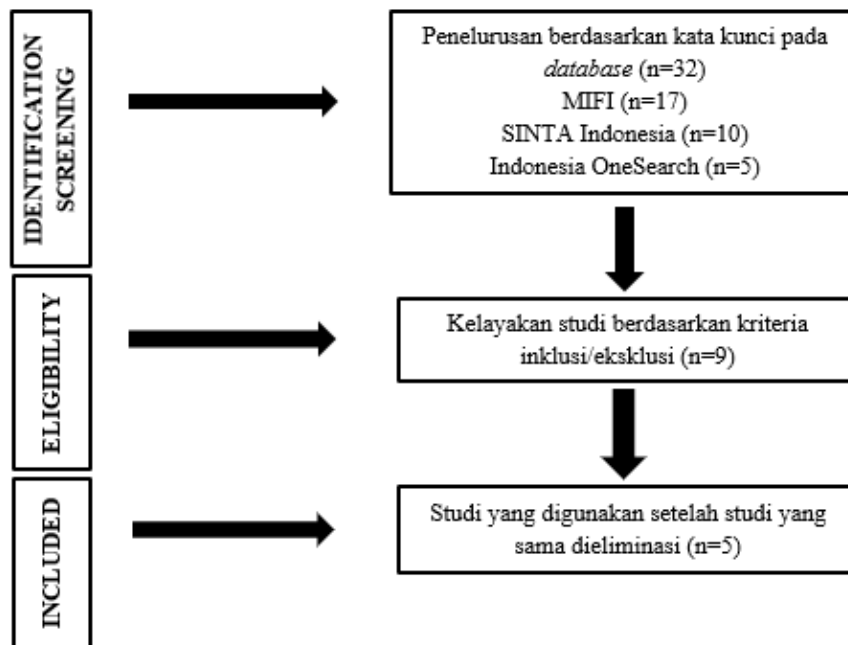 IDENTIFICATION
SCREENING
Penelurusan berdasarkan kata kunci pada
database (n=32)
MIFI (n=17)
SINTA Indonesia (n=10)
Indonesia OneSearch (n=5)
ELIGIBILITY
Kelayakan studi berdasarkan kriteria
inklusi/eksklusi (n=9)
INCLUDED
Studi yang digunakan setelah studi yang
sama dieliminasi (n=5)